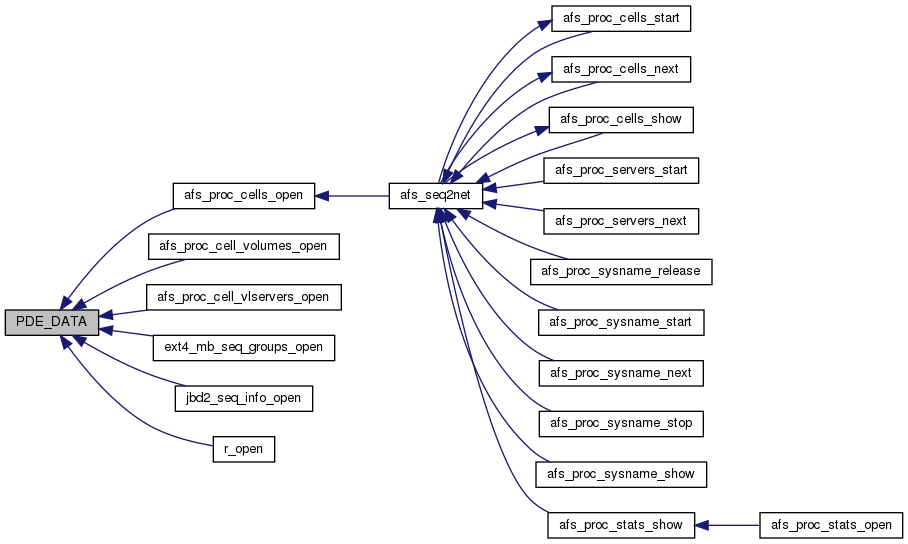 afs_proc_cells_start
afs_proc_cells_next
afs_proc_cells_show
afs_proc_servers_start
afs_proc_cells_open
afs_seq2net
afs_proc_servers_next
afs_proc_cell_volumes_open
afs_proc_sysname_release
afs_proc_cell_vlservers_open
PDE_DATA
afs_proc_sysname_start
ext4_mb_seq_groups_open
afs_proc_sysname_next
jbd2_seq_info_open
afs_proc_sysname_stop
r_open
afs_proc_sysname_show
afs_proc_stats_show
afs_proc_stats_open